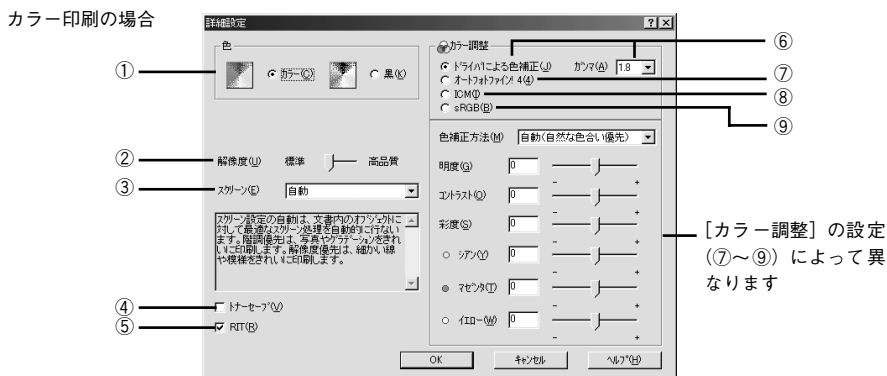 カラー印刷の場合
詳細設定
色
① カラー(C) 黒(K)
② 解像度(U) 標準 高品質
③ スクリーン(E) 自動
スクリーン設定の自動は、文書内のオブジェクトに
対して最適なスクリーン処理を自動的に行ない
ます。階調優先は、写真やグラデーションをきれ
いに印刷します。解像度優先は、細かい線
や模様をきれいに印刷します。
④ トナーセーブ(V)
⑤ RIT(R)
カラー調整 ⑥
ドライバによる色補正(J) ガンマ(A) 1.8
オートフォトファイン! 4(4) ⑦
ICM(I) ⑧
sRGB(B) ⑨
色補正方法(M) 自動(自然な色合い優先)
明度(G) 0 - +
コントラスト(O) 0 - +
彩度(S) 0 - +
シアン(Y) 0 - +
マゼンタ(T) 0 - +
イエロー(W) 0 - +
[カラー調整] の設定
(⑦〜⑨) によって異
なります
OK キャンセル ヘルプ(H)